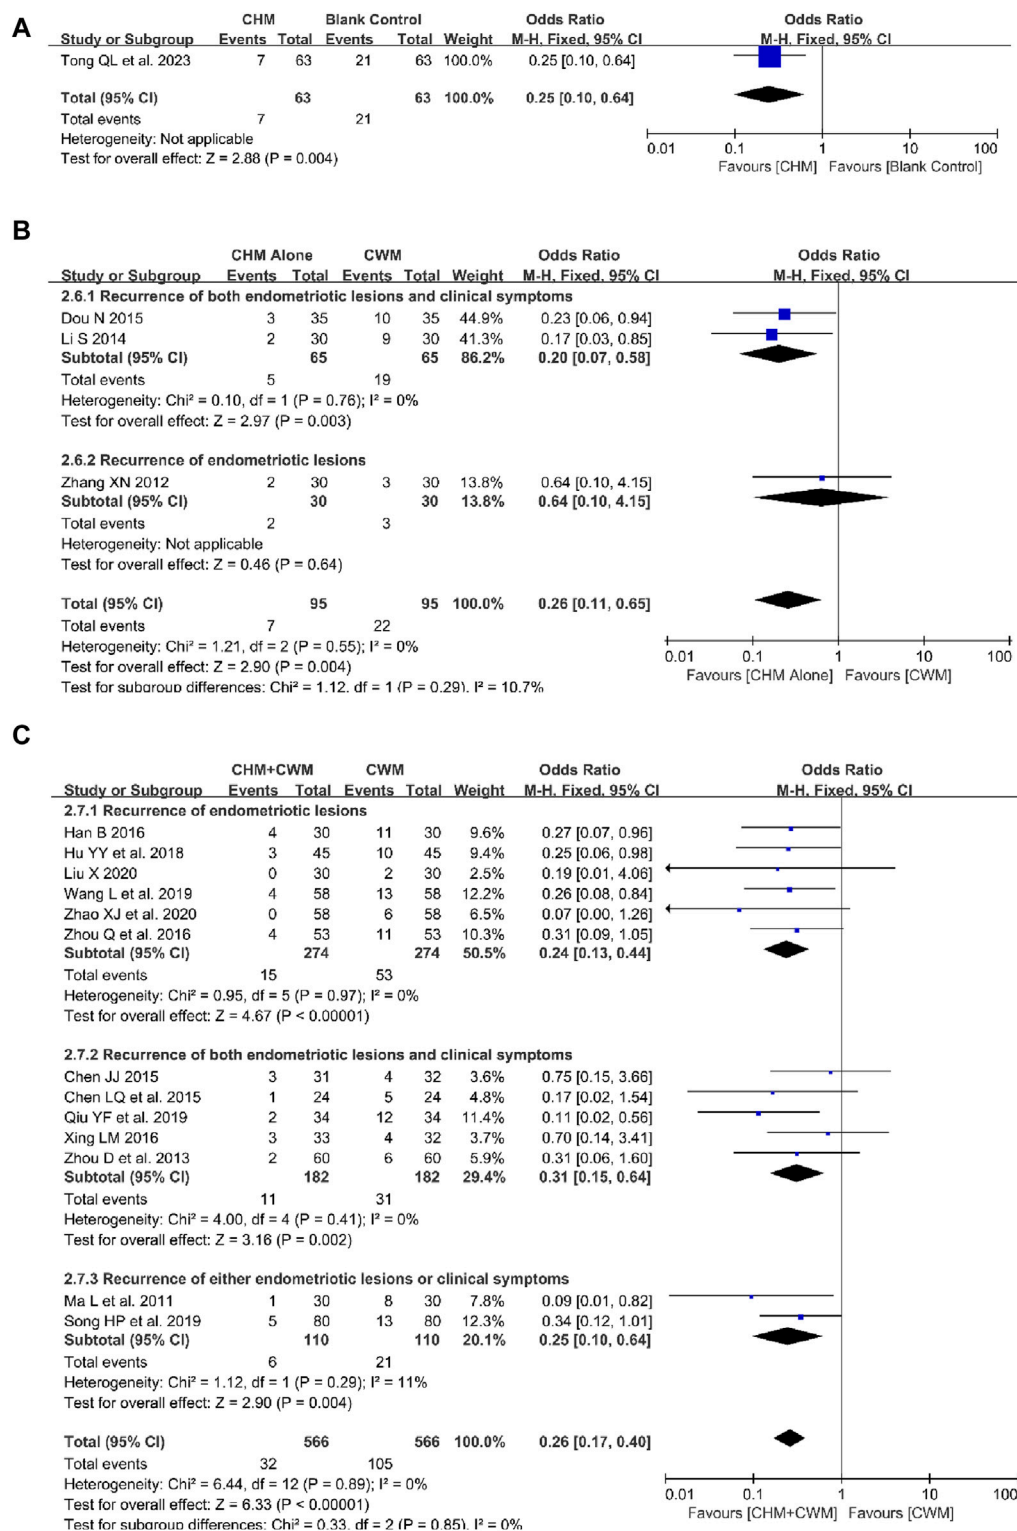 A
CHM Blank Control Odds Ratio Odds Ratio
Study or Subgroup Events Total Events Total Weight M-H, Fixed, 95% CI M-H, Fixed, 95% CI
Tong QL et al. 2023 7 63 21 63 100.0% 0.25 [0.10, 0.64]
Total (95% CI) 63 63 100.0% 0.25 [0.10, 0.64]
Total events 7 21
Heterogeneity: Not applicable
Test for overall effect: Z = 2.88 (P = 0.004)
0.01 0.1 1 10 100
Favours [CHM] Favours [Blank Control]
B
CHM Alone CWM Odds Ratio Odds Ratio
Study or Subgroup Events Total Events Total Weight M-H, Fixed, 95% CI M-H, Fixed, 95% CI
2.6.1 Recurrence of both endometriotic lesions and clinical symptoms
Dou N 2015 3 35 10 35 44.9% 0.23 [0.06, 0.94]
Li S 2014 2 30 9 30 41.3% 0.17 [0.03, 0.85]
Subtotal (95% CI) 65 65 86.2% 0.20 [0.07, 0.58]
Total events 5 19
Heterogeneity: Chi² = 0.10, df = 1 (P = 0.76); I² = 0%
Test for overall effect: Z = 2.97 (P = 0.003)
2.6.2 Recurrence of endometriotic lesions
Zhang XN 2012 2 30 3 30 13.8% 0.64 [0.10, 4.15]
Subtotal (95% CI) 30 30 13.8% 0.64 [0.10, 4.15]
Total events 2 3
Heterogeneity: Not applicable
Test for overall effect: Z = 0.46 (P = 0.64)
Total (95% CI) 95 95 100.0% 0.26 [0.11, 0.65]
Total events 7 22
Heterogeneity: Chi² = 1.21, df = 2 (P = 0.55); I² = 0%
Test for overall effect: Z = 2.90 (P = 0.004)
Test for subgroup differences: Chi² = 1.12, df = 1 (P = 0.29), I² = 10.7%
0.01 0.1 1 10 100
Favours [CHM Alone] Favours [CWM]
C
CHM+CWM CWM Odds Ratio Odds Ratio
Study or Subgroup Events Total Events Total Weight M-H, Fixed, 95% CI M-H, Fixed, 95% CI
2.7.1 Recurrence of endometriotic lesions
Han B 2016 4 30 11 30 9.6% 0.27 [0.07, 0.96]
Hu YY et al. 2018 3 45 10 45 9.4% 0.25 [0.06, 0.98]
Liu X 2020 0 30 2 30 2.5% 0.19 [0.01, 4.06]
Wang L et al. 2019 4 58 13 58 12.2% 0.26 [0.08, 0.84]
Zhao XJ et al. 2020 0 58 6 58 6.5% 0.07 [0.00, 1.26]
Zhou Q et al. 2016 4 53 11 53 10.3% 0.31 [0.09, 1.05]
Subtotal (95% CI) 274 274 50.5% 0.24 [0.13, 0.44]
Total events 15 53
Heterogeneity: Chi² = 0.95, df = 5 (P = 0.97); I² = 0%
Test for overall effect: Z = 4.67 (P < 0.00001)
2.7.2 Recurrence of both endometriotic lesions and clinical symptoms
Chen JJ 2015 3 31 4 32 3.6% 0.75 [0.15, 3.66]
Chen LQ et al. 2015 1 24 5 24 4.8% 0.17 [0.02, 1.54]
Qiu YF et al. 2019 2 34 12 34 11.4% 0.11 [0.02, 0.56]
Xing LM 2016 3 33 4 32 3.7% 0.70 [0.14, 3.41]
Zhou D et al. 2013 2 60 6 60 5.9% 0.31 [0.06, 1.60]
Subtotal (95% CI) 182 182 29.4% 0.31 [0.15, 0.64]
Total events 11 31
Heterogeneity: Chi² = 4.00, df = 4 (P = 0.41); I² = 0%
Test for overall effect: Z = 3.16 (P = 0.002)
2.7.3 Recurrence of either endometriotic lesions or clinical symptoms
Ma L et al. 2011 1 30 8 30 7.8% 0.09 [0.01, 0.82]
Song HP et al. 2019 5 80 13 80 12.3% 0.34 [0.12, 1.01]
Subtotal (95% CI) 110 110 20.1% 0.25 [0.10, 0.64]
Total events 6 21
Heterogeneity: Chi² = 1.12, df = 1 (P = 0.29); I² = 11%
Test for overall effect: Z = 2.90 (P = 0.004)
Total (95% CI) 566 566 100.0% 0.26 [0.17, 0.40]
Total events 32 105
Heterogeneity: Chi² = 6.44, df = 12 (P = 0.89); I² = 0%
Test for overall effect: Z = 6.33 (P < 0.00001)
Test for subgroup differences: Chi² = 0.33, df = 2 (P = 0.85), I² = 0%
0.01 0.1 1 10 100
Favours [CHM+CWM] Favours [CWM]